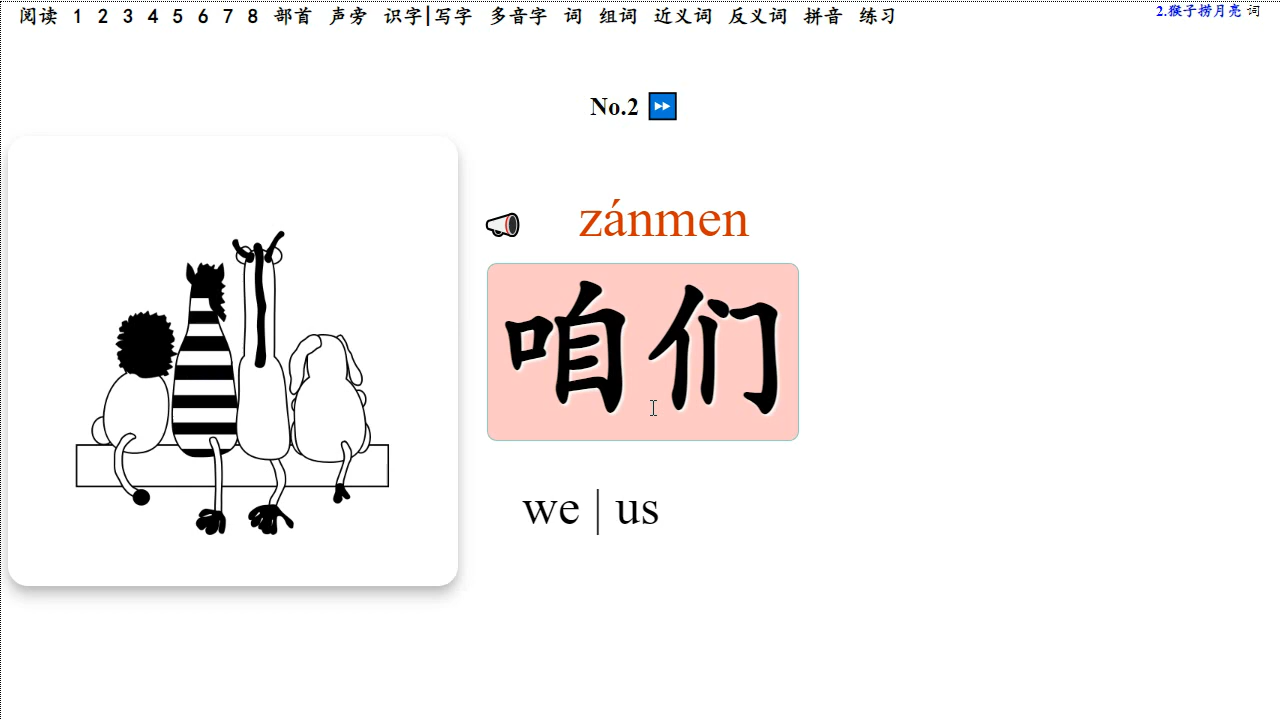 阅读 1 2 3 4 5 6 7 8 部首 声旁 识字|写字 多音字 词 组词 近义词 反义词 拼音 练习
2.猴子捞月亮 词
No.2
zánmen
咱们
we | us